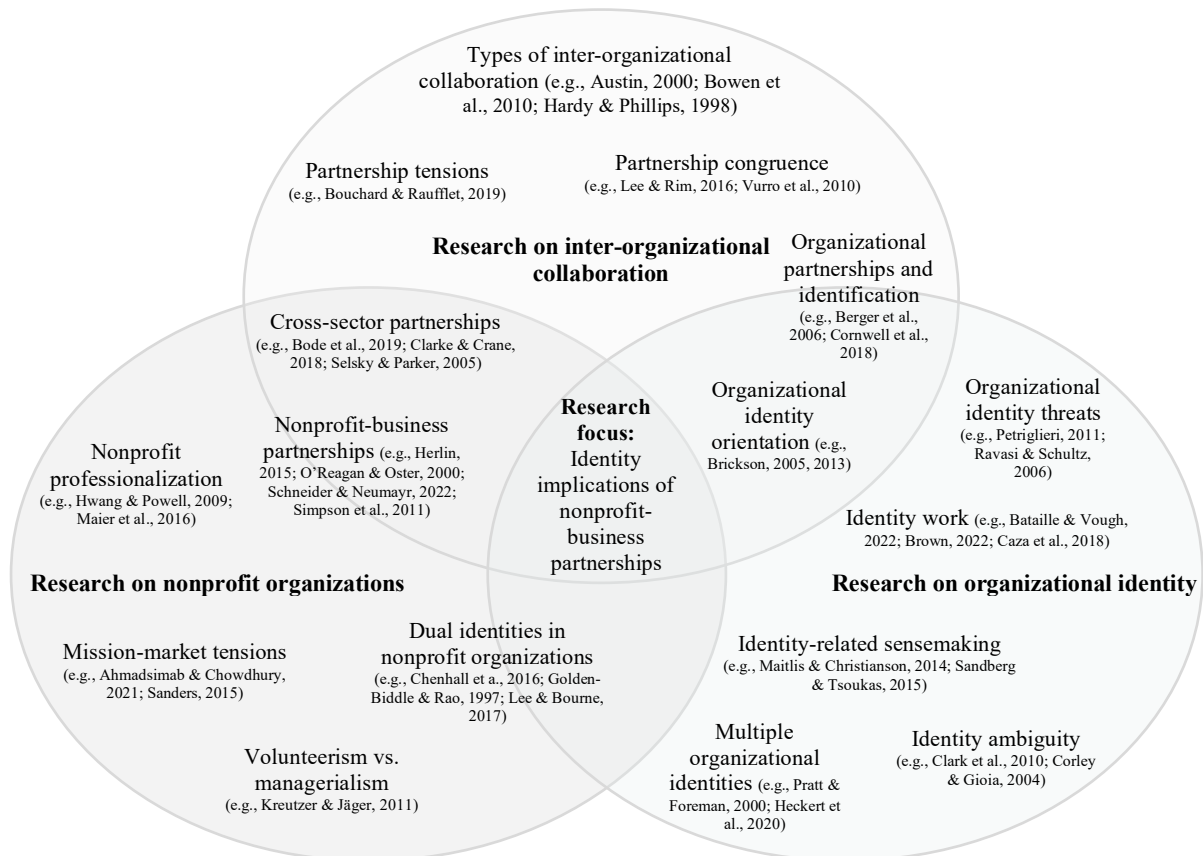 Types of inter-organizational
collaboration (e.g., Austin, 2000; Bowen
et al., 2010; Hardy & Phillips, 1998)
Partnership tensions
(e.g., Bouchard & Raufflet, 2019)
Partnership congruence
(e.g., Lee & Rim, 2016; Vurro et al., 2010)
Research on inter-organizational
collaboration
Organizational
partnerships and
identification
(e.g., Berger et al.,
2006; Cornwell et al.,
2018)
Cross-sector partnerships
(e.g., Bode et al., 2019; Clarke & Crane,
2018; Selsky & Parker, 2005)
Organizational
identity
orientation (e.g.,
Brickson, 2005, 2013)
Organizational
identity threats
(e.g., Petriglieri, 2011;
Ravasi & Schultz,
2006)
Research
focus:
Identity
implications of
nonprofit-
business
partnerships
Nonprofit
professionalization
(e.g., Hwang & Powell, 2009;
Maier et al., 2016)
Nonprofit-business
partnerships (e.g., Herlin,
2015; O’Reagan & Oster, 2000;
Schneider & Neumayr, 2022;
Simpson et al., 2011)
Identity work (e.g., Bataille & Vough,
2022; Brown, 2022; Caza et al., 2018)
Research on nonprofit organizations
Research on organizational identity
Mission-market tensions
(e.g., Ahmadsimab & Chowdhury,
2021; Sanders, 2015)
Dual identities in
nonprofit organizations
(e.g., Chenhall et a., 2016; Golden-
Biddle & Rao, 1997; Lee & Bourne,
2017)
Identity-related sensemaking
(e.g., Maitlis & Christianson, 2014; Sandberg
& Tsoukas, 2015)
Volunteerism vs.
managerialism
(e.g., Kreutzer & Jäger, 2011)
Multiple
organizational
identities (e.g., Pratt &
Foreman, 2000; Heckert
et al., 2020)
Identity ambiguity
(e.g., Clark et al., 2010; Corley
& Gioia, 2004)